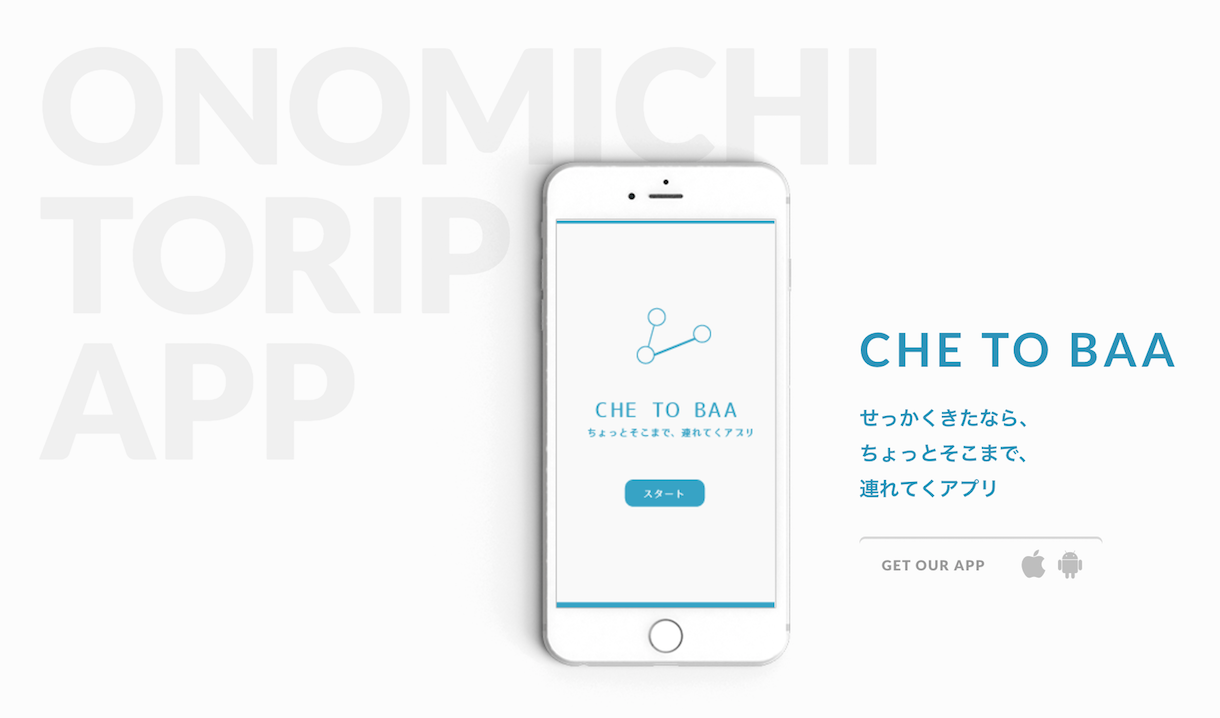 ONOMICHI
TORIP
APP
CHE TO BAA
ちょっとそこまで、連れてくアプリ
スタート
CHE TO BAA
せっかくきたなら、
ちょっとそこまで、
連れてくアプリ
GET OUR APP